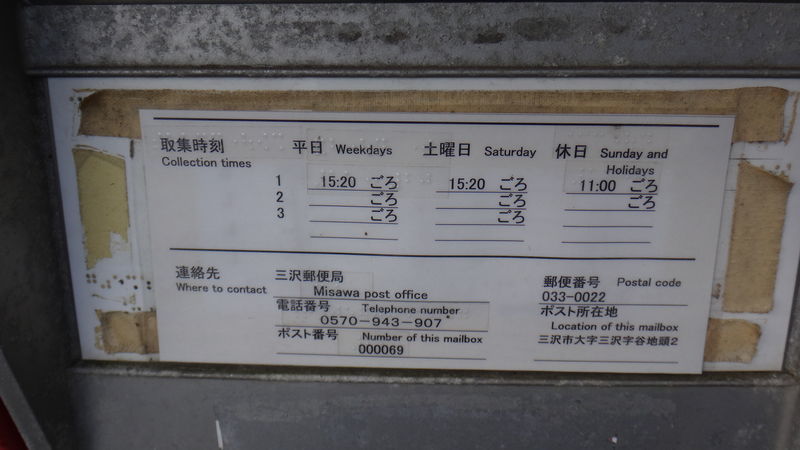 取集時刻 平日 Weekdays 土曜日 Saturday 休日 Sunday and
Collection times Holidays
1 15:20 ごろ 15:20 ごろ 11:00 ごろ
2 ごろ ごろ ごろ
3 ごろ ごろ
連絡先 三沢郵便局 郵便番号 Postal code
Where to contact Misawa post office 033-0022
電話番号 Telephone number ポスト所在地
0570-943-907 Location of this mailbox
ポスト番号 Number of this mailbox 三沢市大字三沢字谷地頭2
000069